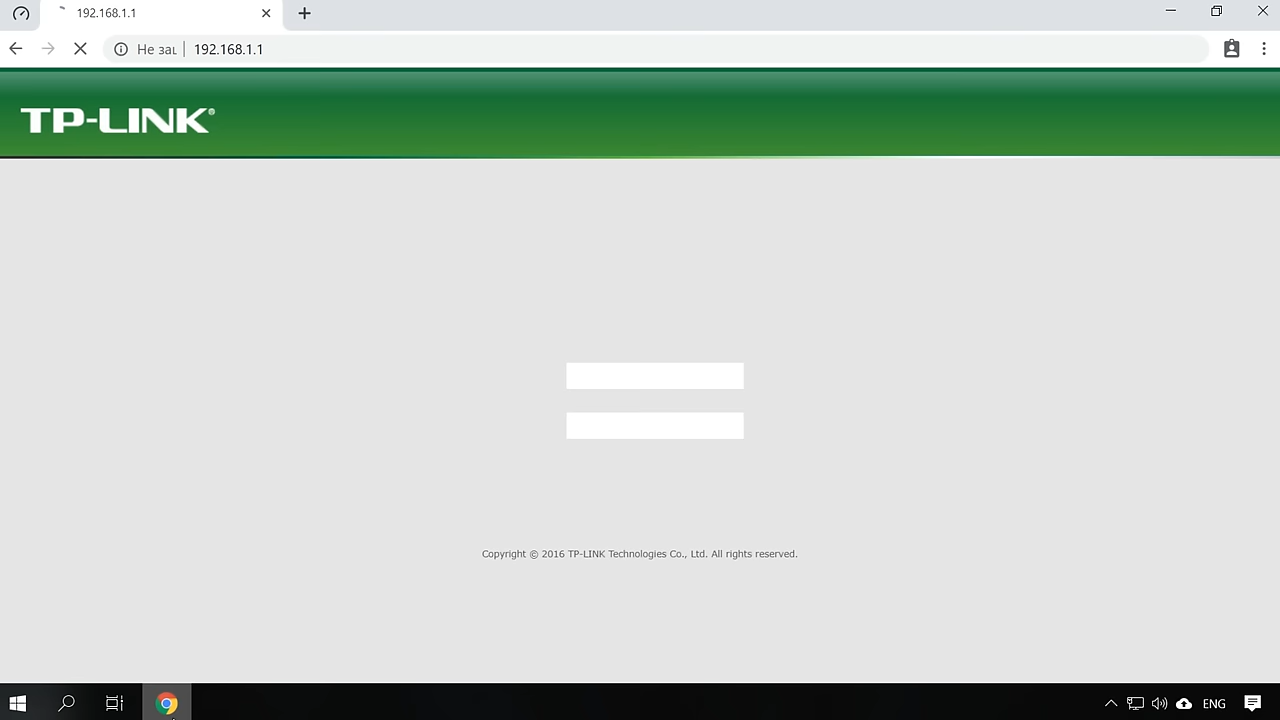 192.168.1.1
Не защ 192.168.1.1
TP-LINK®
Copyright © 2016 TP-LINK Technologies Co., Ltd. All rights reserved.
ENG